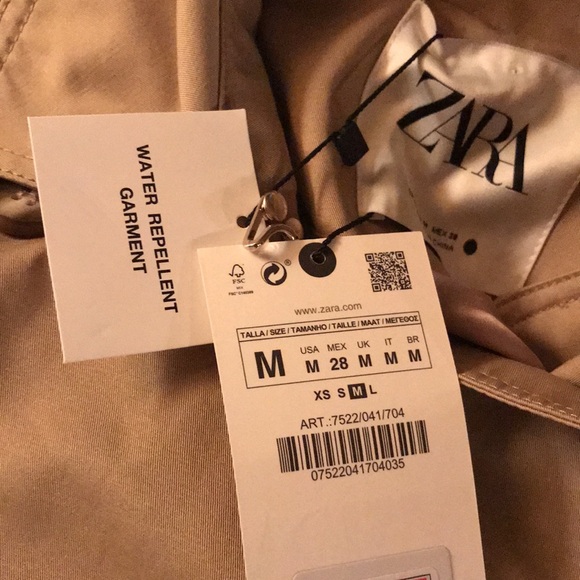 ZARA
WATER REPELLENT
GARMENT
FSC
www.zara.com
TALLA / SIZE / TAMANHO / TAILLE / MAAT / ΜΕΓΕΘΟΣ
M
USA MEX UK IT BR
M 28 M M M
XS S M L
ART.:7522/041/704
07522041704035